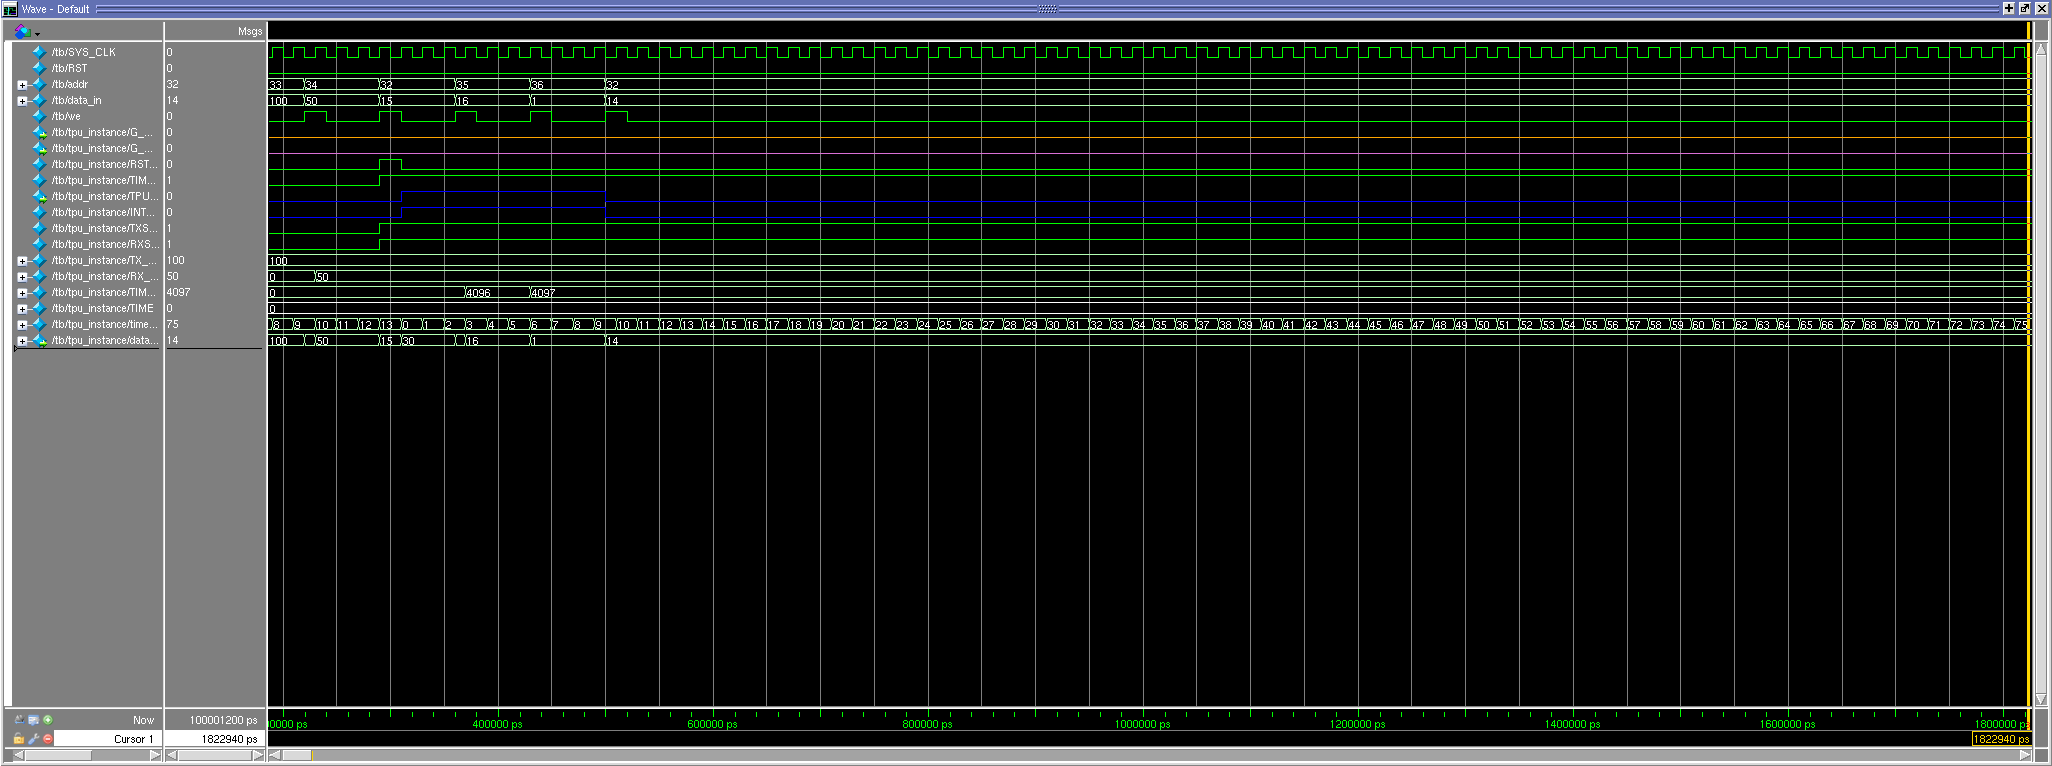 Wave - Default
Msgs
/tb/SYS_CLK 0
/tb/RST 0
/tb/addr 32 33 34 32 35 36 32
/tb/data_in 14 100 50 15 16 1 14
/tb/we 0
/tb/tpu_instance/G_... 0
/tb/tpu_instance/G_... 0
/tb/tpu_instance/RST... 0
/tb/tpu_instance/TIM... 1
/tb/tpu_instance/TPU... 0
/tb/tpu_instance/INT... 0
/tb/tpu_instance/TXS... 1
/tb/tpu_instance/RXS... 1
/tb/tpu_instance/TX_... 100 100
/tb/tpu_instance/RX_... 50 0 50
/tb/tpu_instance/TIM... 4097 0 4096 4097
/tb/tpu_instance/TIME 0 0
/tb/tpu_instance/time... 75 8 9 10 11 12 13 0 1 2 3 4 5 6 7 8 9 10 11 12 13 14 15 16 17 18 19 20 21 22 23 24 25 26 27 28 29 30 31 32 33 34 35 36 37 38 39 40 41 42 43 44 45 46 47 48 49 50 51 52 53 54 55 56 57 58 59 60 61 62 63 64 65 66 67 68 69 70 71 72 73 74 75
/tb/tpu_instance/data... 14 100 50 15 30 16 1 14
Now 100001200 ps 00000 ps 400000 ps 600000 ps 800000 ps 1000000 ps 1200000 ps 1400000 ps 1600000 ps 1800000 ps
Cursor 1 1822940 ps 1822940 ps